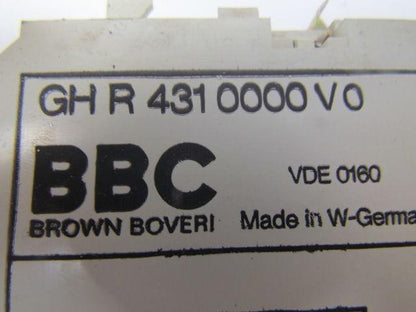 GH R 431 0000 V 0
BBC
VDE 0160
BROWN BOVERI Made in W-Germa